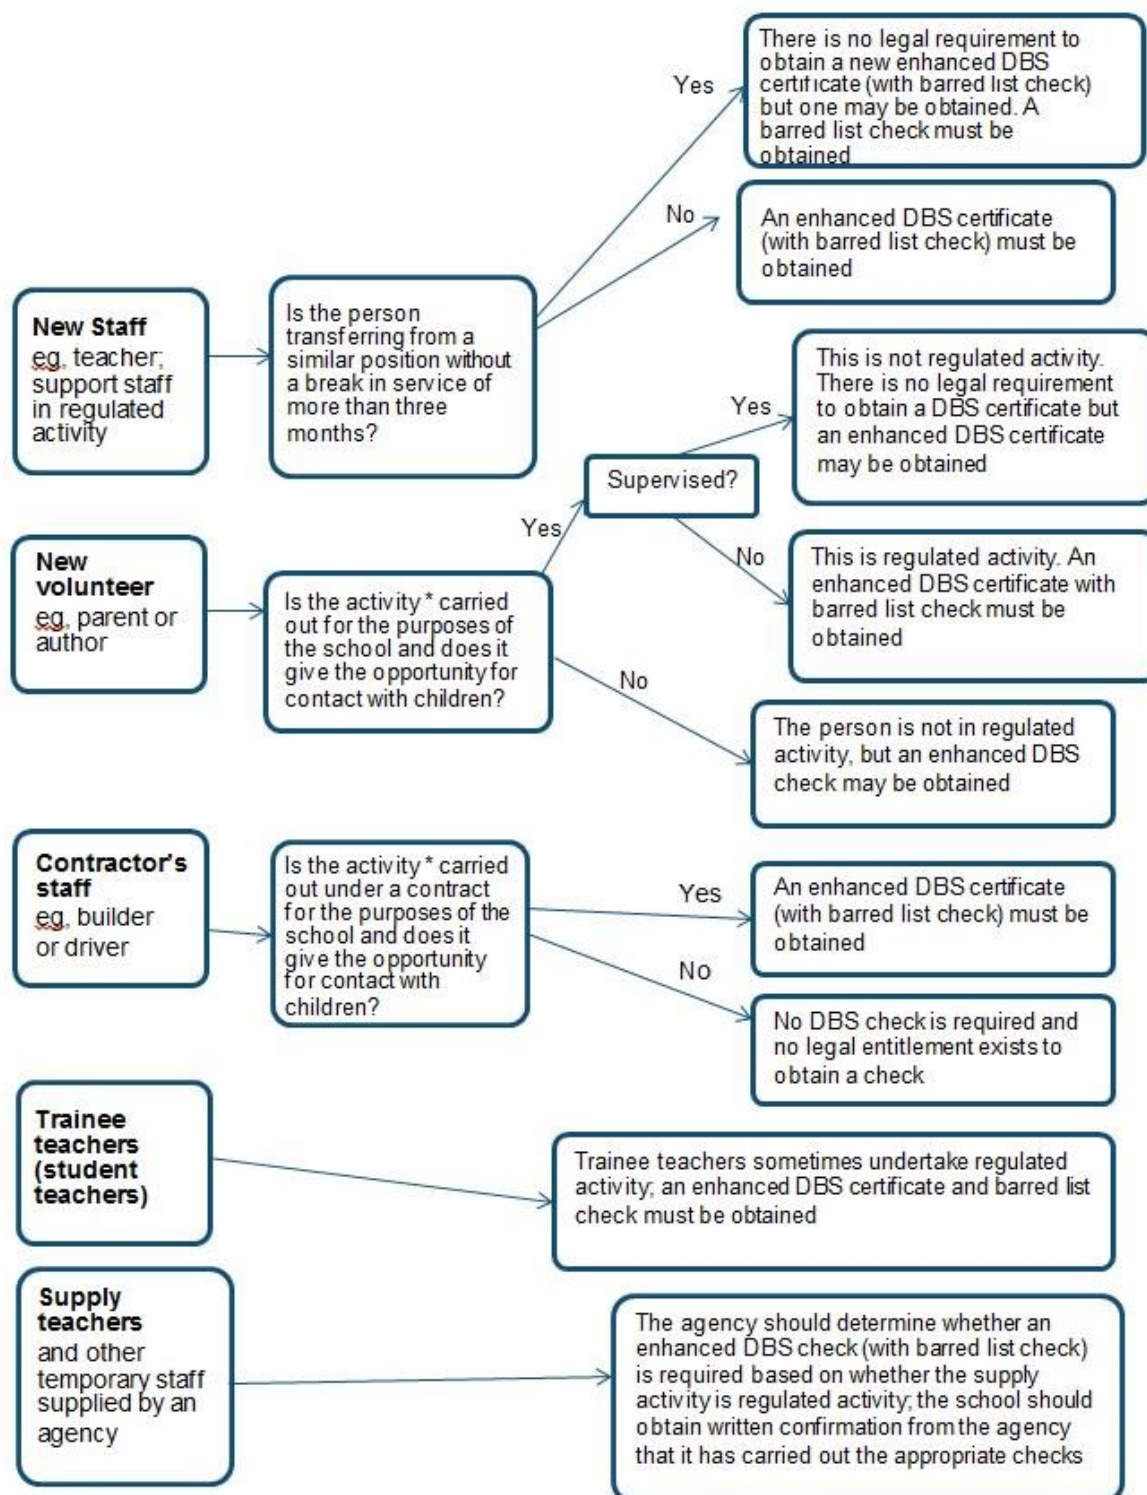 There is no legal requirement to
obtain a new enhanced DBS
certificate (with barred list check)
but one may be obtained. A
barred list check must be
obtained
Yes
No
An enhanced DBS certificate
(with barred list check) must be
obtained
New Staff
eg, teacher;
support staff
in regulated
activity
Is the person
transferring from a
similar position without
a break in service of
more than three
months?
This is not regulated activity.
There is no legal requirement
to obtain a DBS certificate but
an enhanced DBS certificate
may be obtained
Yes
Supervised?
Yes
No
This is regulated activity. An
enhanced DBS certificate with
barred list check must be
obtained
New
volunteer
eg, parent or
author
Is the activity * carried
out for the purposes of
the school and does it
give the opportunity for
contact with children?
No
The person is not in regulated
activity, but an enhanced DBS
check may be obtained
Contractor's
staff
eg, builder
or driver
Is the activity * carried
out under a contract
for the purposes of the
school and does it
give the opportunity
for contact with
children?
Yes
An enhanced DBS certificate
(with barred list check) must be
obtained
No
No DBS check is required and
no legal entitlement exists to
obtain a check
Trainee
teachers
(student
teachers)
Trainee teachers sometimes undertake regulated
activity; an enhanced DBS certificate and barred list
check must be obtained
Supply
teachers
and other
temporary staff
supplied by an
agency
The agency should determine whether an
enhanced DBS check (with barred list check)
is required based on whether the supply
activity is regulated activity; the school should
obtain written confirmation from the agency
that it has carried out the appropriate checks